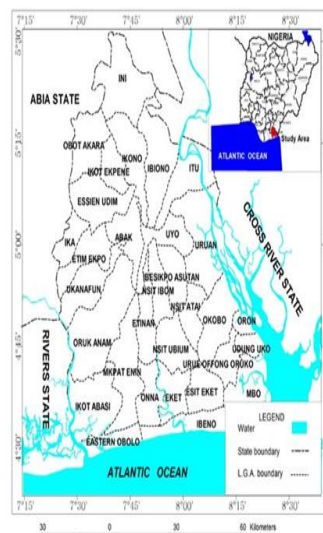 7°15' 7°30' 7°45' 8°00' 8°30'
5°30'
5°15'
5°00'
4°45'
4°30'
NIGERIA
Study Area
ATLANTIC OCEAN
ABIA STATE
INI
OBOT AKARA
IKONO
IKOT EKPENE
IBIONO
ITU
ESSIEN UDIM
UYO
ABAK
IKA
URUAN
ETIM EKPO
CROSS RIVER STATE
BESIKPO ASUTAN
UKANAFUN
NSIT IBOM
NSIT ATAI
ETINAN
OKOBO
ORON
RIVERS STATE
ORUK ANAM
NSIT UBIUM
UDUNG UKO
URUE-OFFONG ORUKO
MKPAT ENIN
MBO
ONNA
EKET
ESIT EKET
IKOT ABASI
IBENO
EASTERN OBOLO
ATLANTIC OCEAN
LEGEND
Water
State boundary
L.G.A. boundary
7°15' 7°30' 7°45' 8°00' 8°15' 8°30'
30 0 30 60 Kilometers